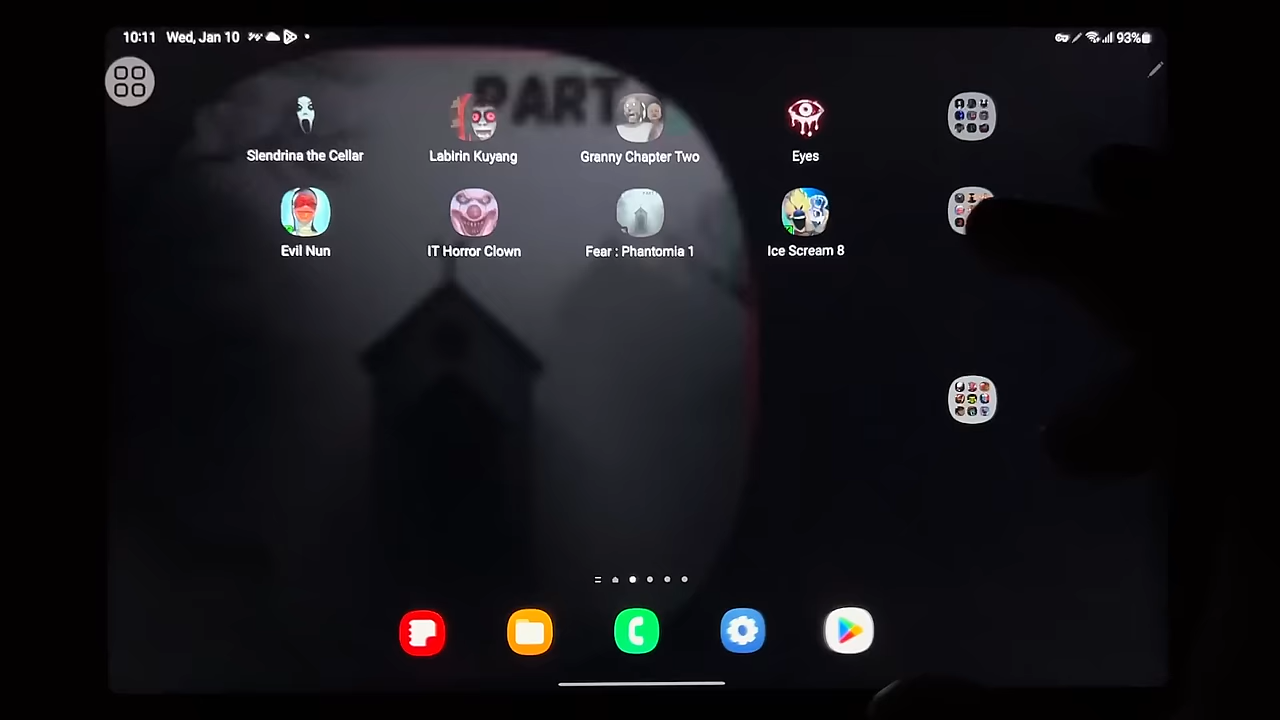 10:11 Wed, Jan 10
93%
PART
Slendrina the Cellar
Labirin Kuyang
Granny Chapter Two
Eyes
Evil Nun
IT Horror Clown
Fear : Phantomia 1
Ice Scream 8